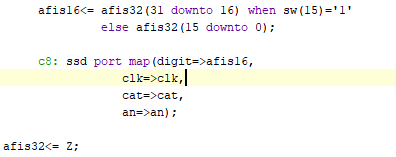 afis16<= afis32(31 downto 16) when sw(15)='1'
else afis32(15 downto 0);
c8: ssd port map(digit=>afis16,
clk=>clk,
cat=>cat,
an=>an);
afis32<= Z;